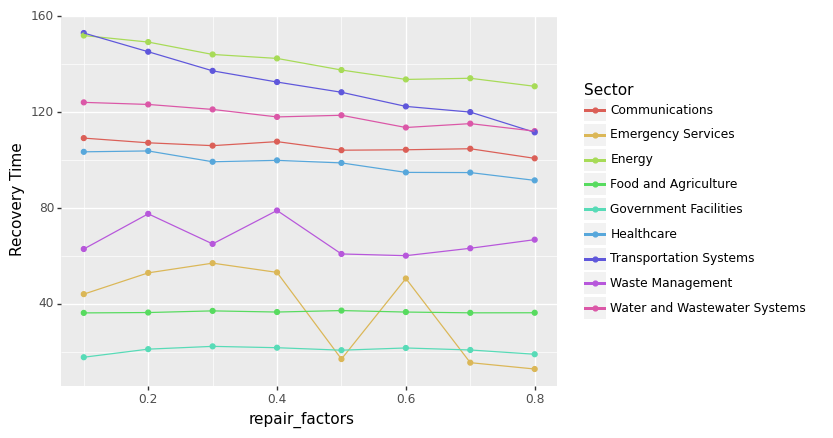 160
120
80
40
Recovery Time
0.2
0.4
0.6
0.8
repair_factors
Sector
Communications
Emergency Services
Energy
Food and Agriculture
Government Facilities
Healthcare
Transportation Systems
Waste Management
Water and Wastewater Systems